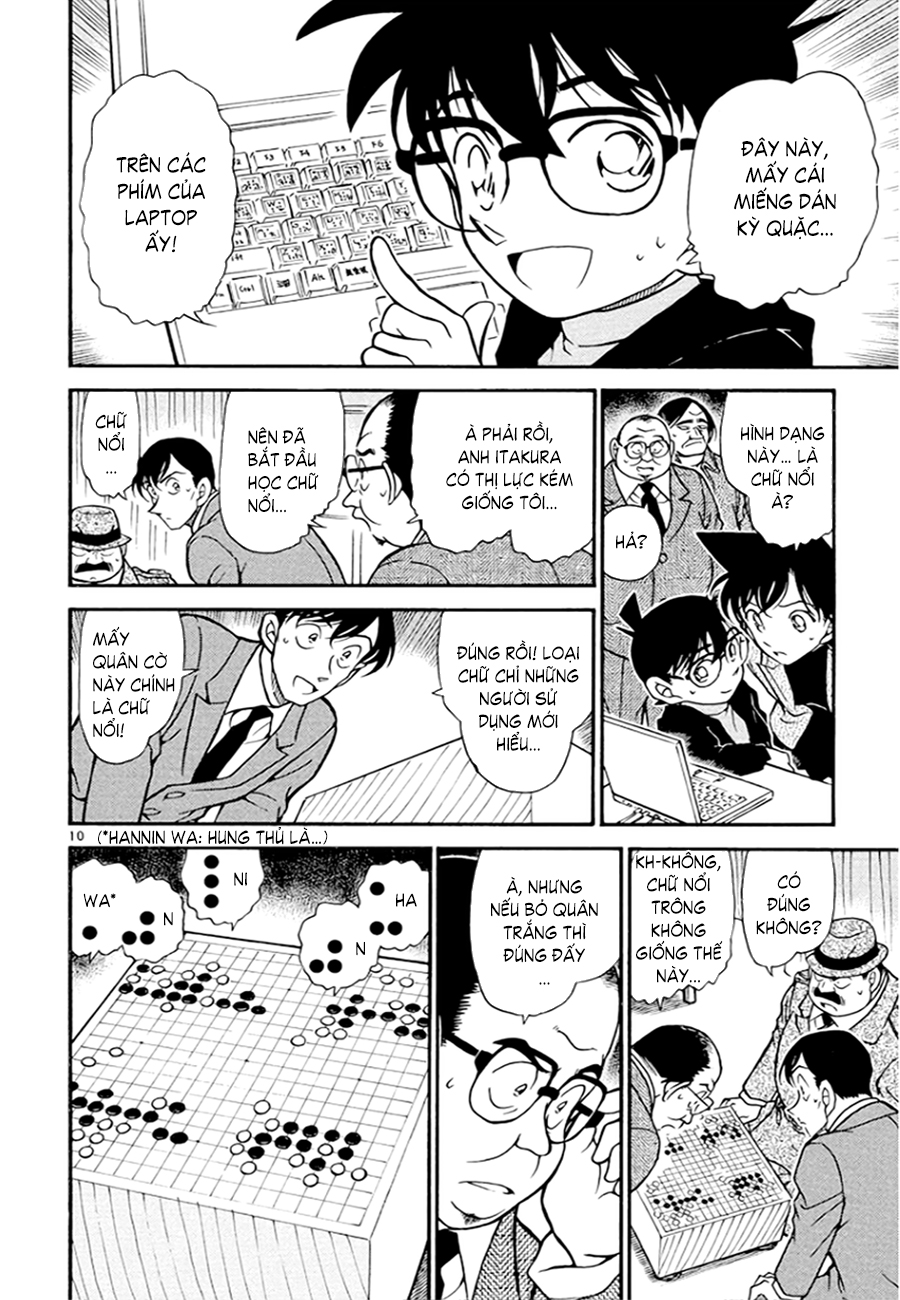 ĐÂY NÀY,
MẤY CÁI
MIẾNG DÁN
KỲ QUẶC...
TRÊN CÁC
PHÍM CỦA
LAPTOP
ẤY!
HÌNH DẠNG
NÀY... LÀ
CHỮ NỔI
À?
HẢ?
À PHẢI RỒI,
ANH ITAKURA
CÓ THỊ LỰC KÉM
GIỐNG TÔI...
NÊN ĐÃ
BẮT ĐẦU
HỌC CHỮ
NỔI...
CHỮ
NỔI
...
ĐÚNG RỒI! LOẠI
CHỮ CHỈ NHỮNG
NGƯỜI SỬ
DỤNG MỚI
HIỂU...
MẤY
QUÂN CỜ
NÀY CHÍNH
LÀ CHỮ
NỔI!
10
(*HANNIN WA: HUNG THỦ LÀ...)
CÓ
ĐÚNG
KHÔNG?
KH-KHÔNG,
CHỮ NỔI
TRÔNG
KHÔNG
GIỐNG THẾ
NÀY...
À, NHƯNG
NẾU BỎ QUÂN
TRẮNG THÌ
ĐÚNG ĐẤY
...
HA
N
NI
N
WA*